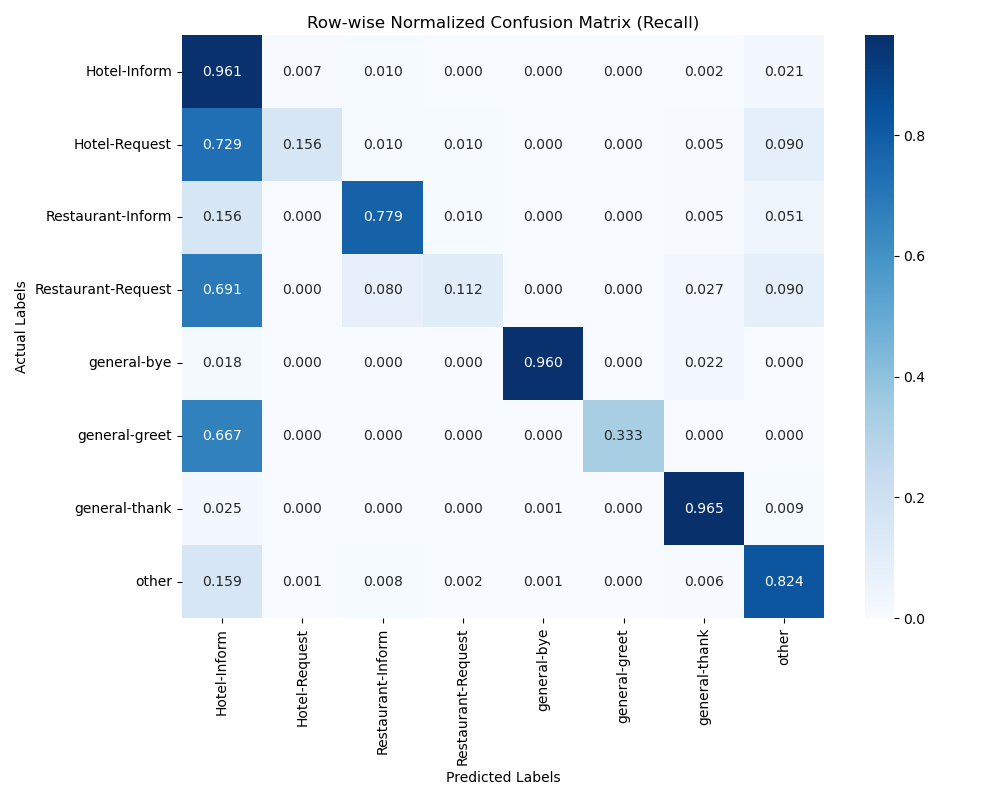 Row-wise Normalized Confusion Matrix (Recall)
Actual Labels
Hotel-Inform 0.961 0.007 0.010 0.000 0.000 0.000 0.002 0.021
Hotel-Request 0.729 0.156 0.010 0.010 0.000 0.000 0.005 0.090
Restaurant-Inform 0.156 0.000 0.779 0.010 0.000 0.000 0.005 0.051
Restaurant-Request 0.691 0.000 0.080 0.112 0.000 0.000 0.027 0.090
general-bye 0.018 0.000 0.000 0.000 0.960 0.000 0.022 0.000
general-greet 0.667 0.000 0.000 0.000 0.000 0.333 0.000 0.000
general-thank 0.025 0.000 0.000 0.000 0.001 0.000 0.965 0.009
other 0.159 0.001 0.008 0.002 0.001 0.000 0.006 0.824
Hotel-Inform
Hotel-Request
Restaurant-Inform
Restaurant-Request
general-bye
general-greet
general-thank
other
Predicted Labels
0.8
0.6
0.4
0.2
0.0